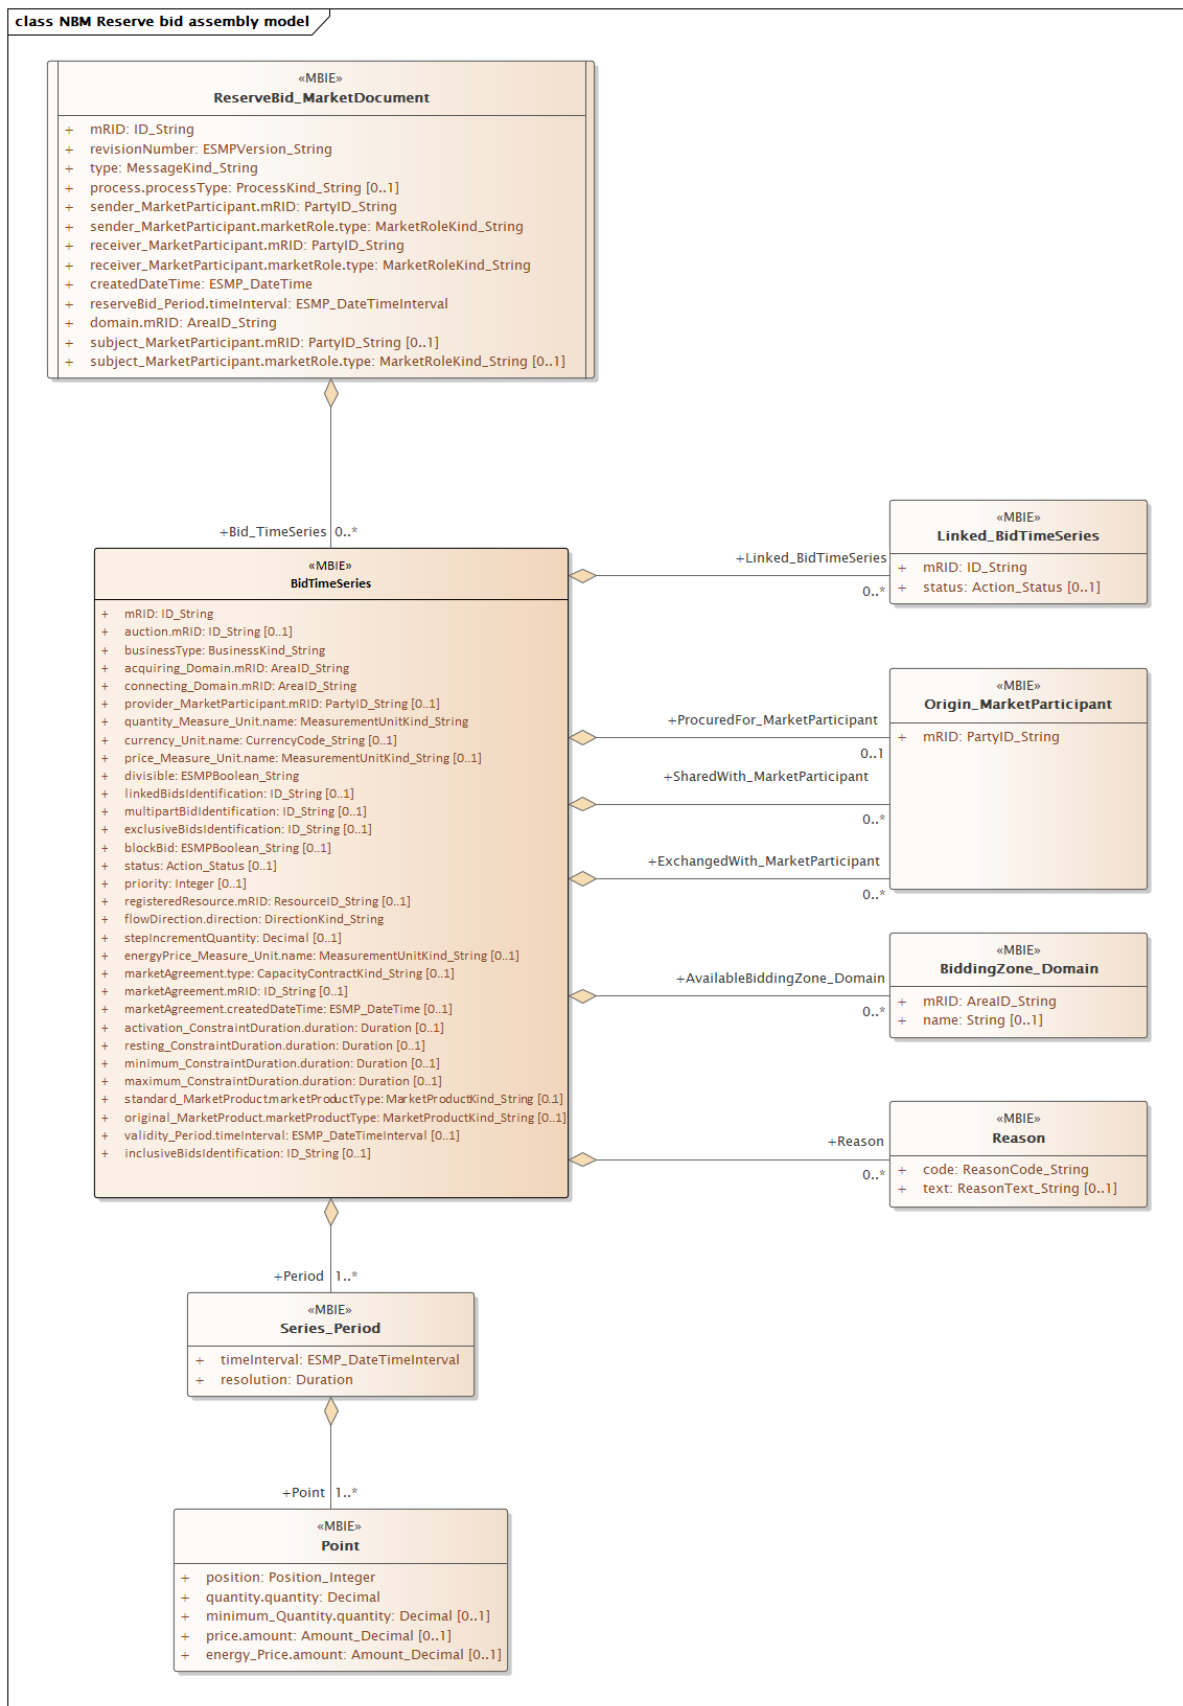 class NBM Reserve bid assembly model
«MBIE»
ReserveBid_MarketDocument
+ mRID: ID_String
+ revisionNumber: ESMPVersion_String
+ type: MessageKind_String
+ process.processType: ProcessKind_String [0..1]
+ sender_MarketParticipant.mRID: PartyID_String
+ sender_MarketParticipant.marketRole.type: MarketRoleKind_String
+ receiver_MarketParticipant.mRID: PartyID_String
+ receiver_MarketParticipant.marketRole.type: MarketRoleKind_String
+ createdDateTime: ESMP_DateTime
+ reserveBid_Period.timeInterval: ESMP_DateTimeInterval
+ domain.mRID: AreaID_String
+ subject_MarketParticipant.mRID: PartyID_String [0..1]
+ subject_MarketParticipant.marketRole.type: MarketRoleKind_String [0..1]
+Bid_TimeSeries 0..*
«MBIE»
BidTimeSeries
+ mRID: ID_String
+ auction.mRID: ID_String [0..1]
+ businessType: BusinessKind_String
+ acquiring_Domain.mRID: AreaID_String
+ connecting_Domain.mRID: AreaID_String
+ provider_MarketParticipant.mRID: PartyID_String [0..1]
+ quantity_Measure_Unit.name: MeasurementUnitKind_String
+ currency_Unit.name: CurrencyCode_String [0..1]
+ price_Measure_Unit.name: MeasurementUnitKind_String [0..1]
+ divisible: ESMPBoolean_String
+ linkedBidsIdentification: ID_String [0..1]
+ multipartBidIdentification: ID_String [0..1]
+ exclusiveBidsIdentification: ID_String [0..1]
+ blockBid: ESMPBoolean_String [0..1]
+ status: Action_Status [0..1]
+ priority: Integer [0..1]
+ registeredResource.mRID: ResourceID_String [0..1]
+ flowDirection.direction: DirectionKind_String
+ stepIncrementQuantity: Decimal [0..1]
+ energyPrice_Measure_Unit.name: MeasurementUnitKind_String [0..1]
+ marketAgreement.type: CapacityContractKind_String [0..1]
+ marketAgreement.mRID: ID_String [0..1]
+ marketAgreement.createdDateTime: ESMP_DateTime [0..1]
+ activation_ConstraintDuration.duration: Duration [0..1]
+ resting_ConstraintDuration.duration: Duration [0..1]
+ minimum_ConstraintDuration.duration: Duration [0..1]
+ maximum_ConstraintDuration.duration: Duration [0..1]
+ standard_MarketProduct.marketProductType: MarketProductKind_String [0.1]
+ original_MarketProduct.marketProductType: MarketProductKind_String [0..1]
+ validity_Period.timeInterval: ESMP_DateTimeInterval [0..1]
+ inclusiveBidsIdentification: ID_String [0..1]
+Linked_BidTimeSeries
0..*
«MBIE»
Linked_BidTimeSeries
+ mRID: ID_String
+ status: Action_Status [0..1]
+ProcuredFor_MarketParticipant
0..1
+SharedWith_MarketParticipant
0..*
+ExchangedWith_MarketParticipant
0..*
«MBIE»
Origin_MarketParticipant
+ mRID: PartyID_String
+AvailableBiddingZone_Domain
0..*
«MBIE»
BiddingZone_Domain
+ mRID: AreaID_String
+ name: String [0..1]
+Reason
0..*
«MBIE»
Reason
+ code: ReasonCode_String
+ text: ReasonText_String [0..1]
+Period 1..*
«MBIE»
Series_Period
+ timeInterval: ESMP_DateTimeInterval
+ resolution: Duration
+Point 1..*
«MBIE»
Point
+ position: Position_Integer
+ quantity.quantity: Decimal
+ minimum_Quantity.quantity: Decimal [0..1]
+ price.amount: Amount_Decimal [0..1]
+ energy_Price.amount: Amount_Decimal [0..1]